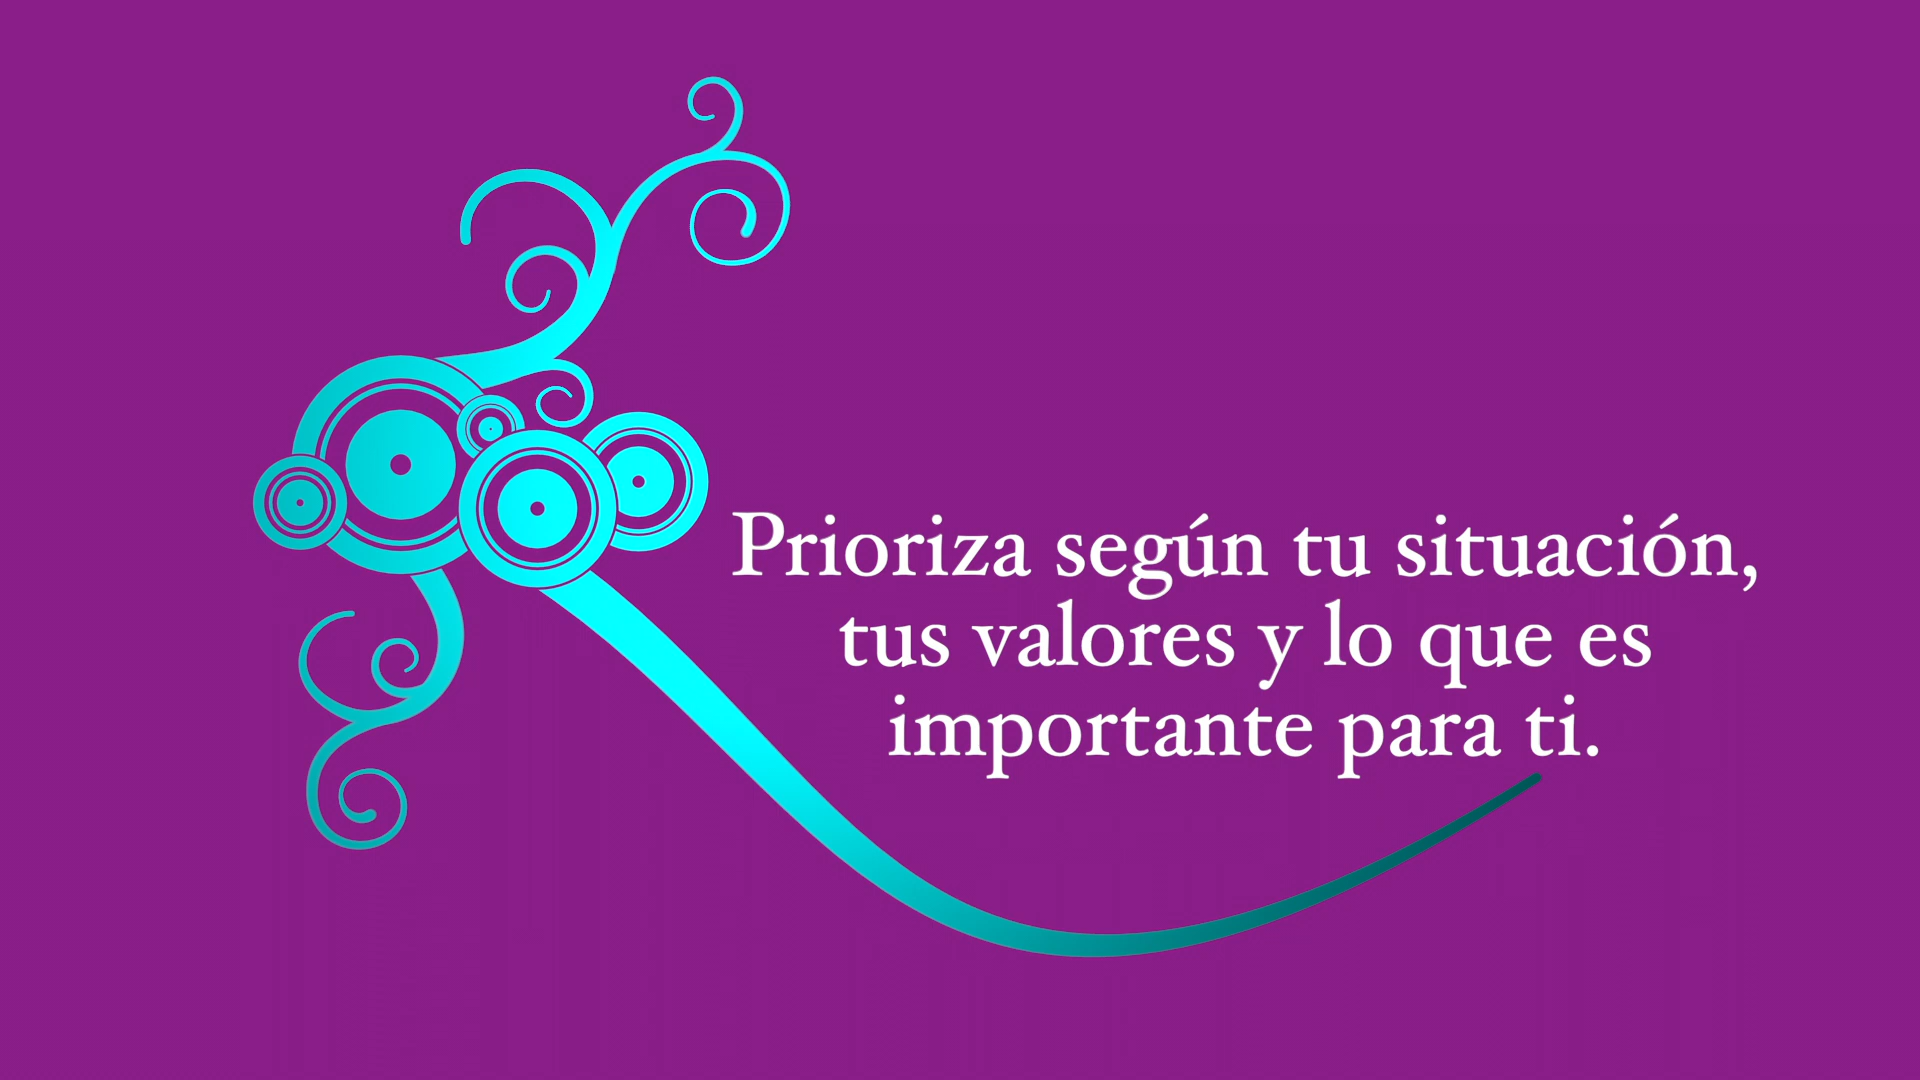 Prioriza según tu situación,
tus valores y lo que es
importante para ti.